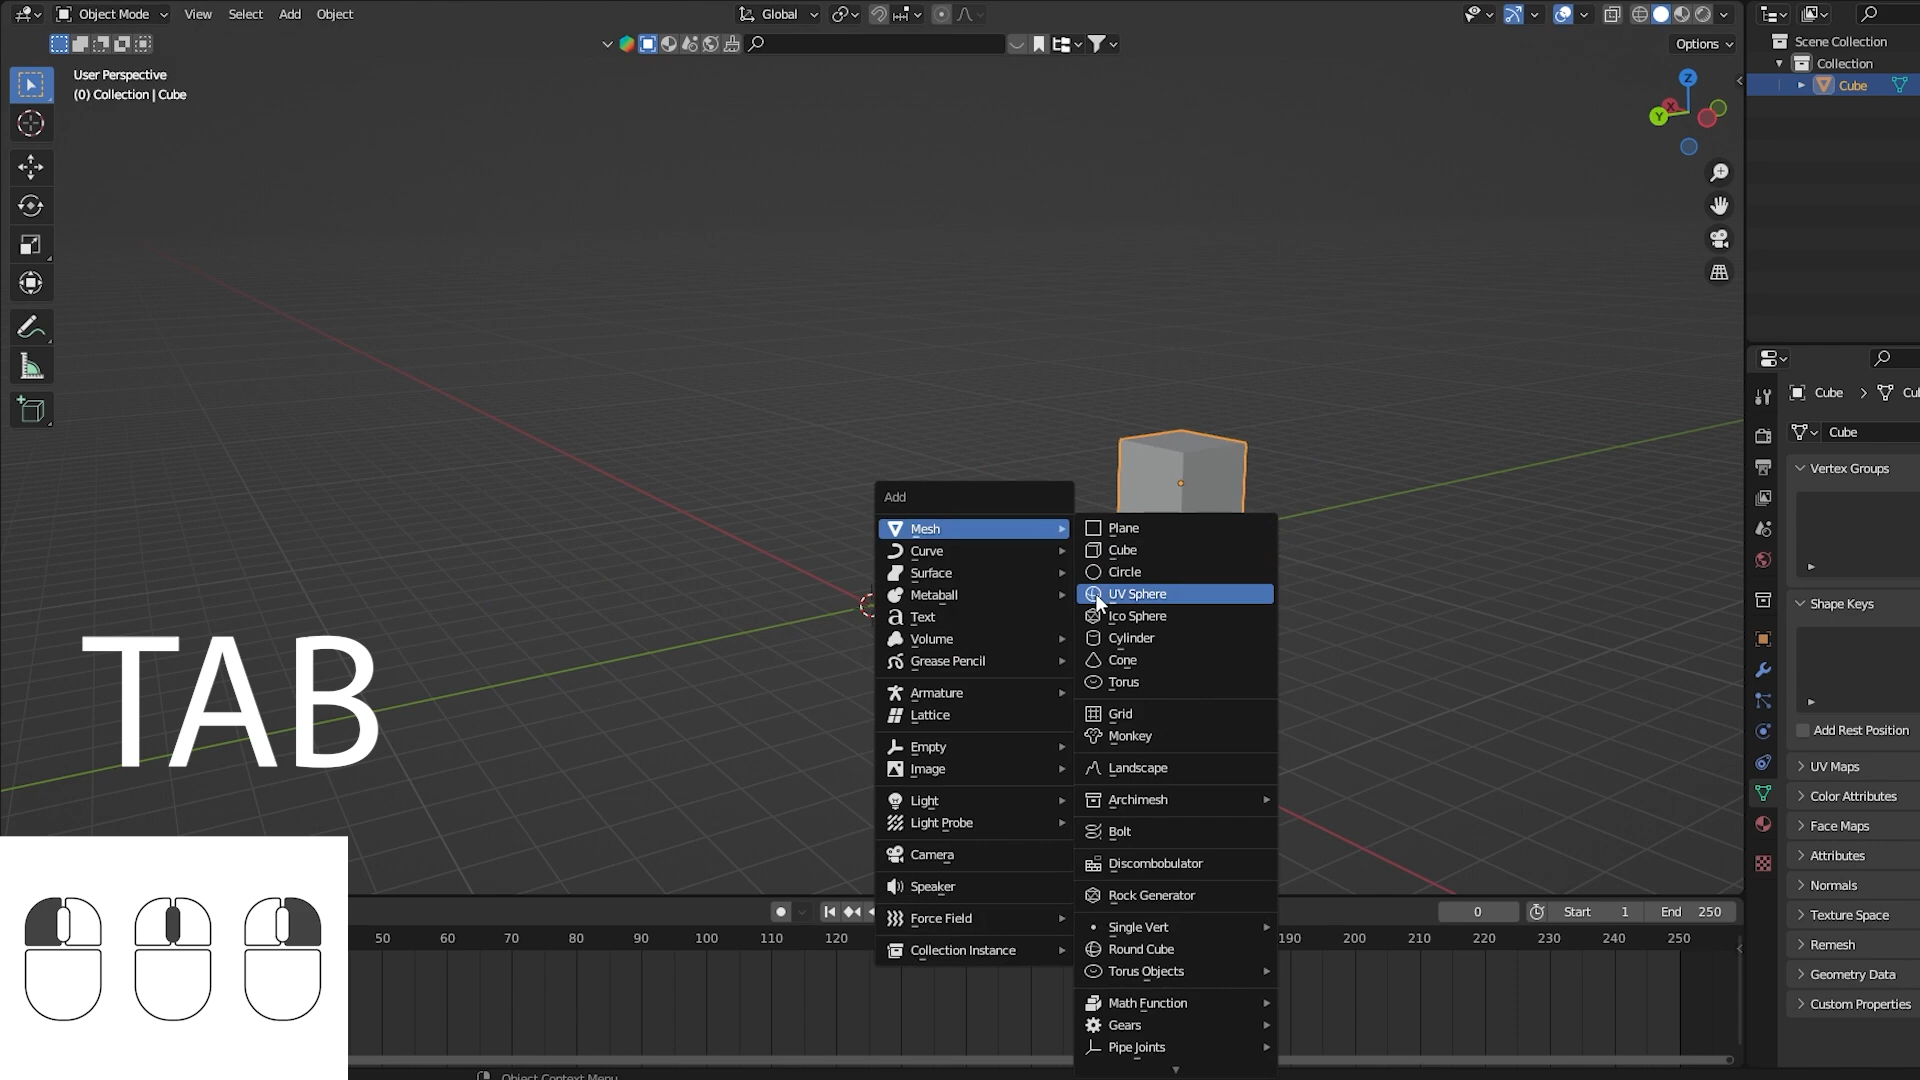 Object Mode View Select Add Object Global
Options
User Perspective
(0) Collection | Cube
Z
X
Y
Scene Collection
Collection
Cube
Add
Mesh
Curve
Surface
Metaball
Text
Volume
Grease Pencil
Armature
Lattice
Empty
Image
Light
Light Probe
Camera
Speaker
Force Field
Collection Instance
Plane
Cube
Circle
UV Sphere
Ico Sphere
Cylinder
Cone
Torus
Grid
Monkey
Landscape
Archimesh
Bolt
Discombobulator
Rock Generator
Single Vert
Round Cube
Torus Objects
Math Function
Gears
Pipe Joints
TAB
Cube
Cube
Vertex Groups
Shape Keys
Add Rest Position
UV Maps
Color Attributes
Face Maps
Attributes
Normals
Texture Space
Remesh
Geometry Data
Custom Properties
0 Start 1 End 250
50 60 70 80 90 100 110 120 190 200 210 220 230 240 250
Object Context Menu